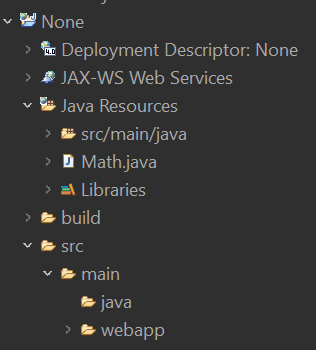 None
Deployment Descriptor: None
JAX-WS Web Services
Java Resources
src/main/java
Math.java
Libraries
build
src
main
java
webapp